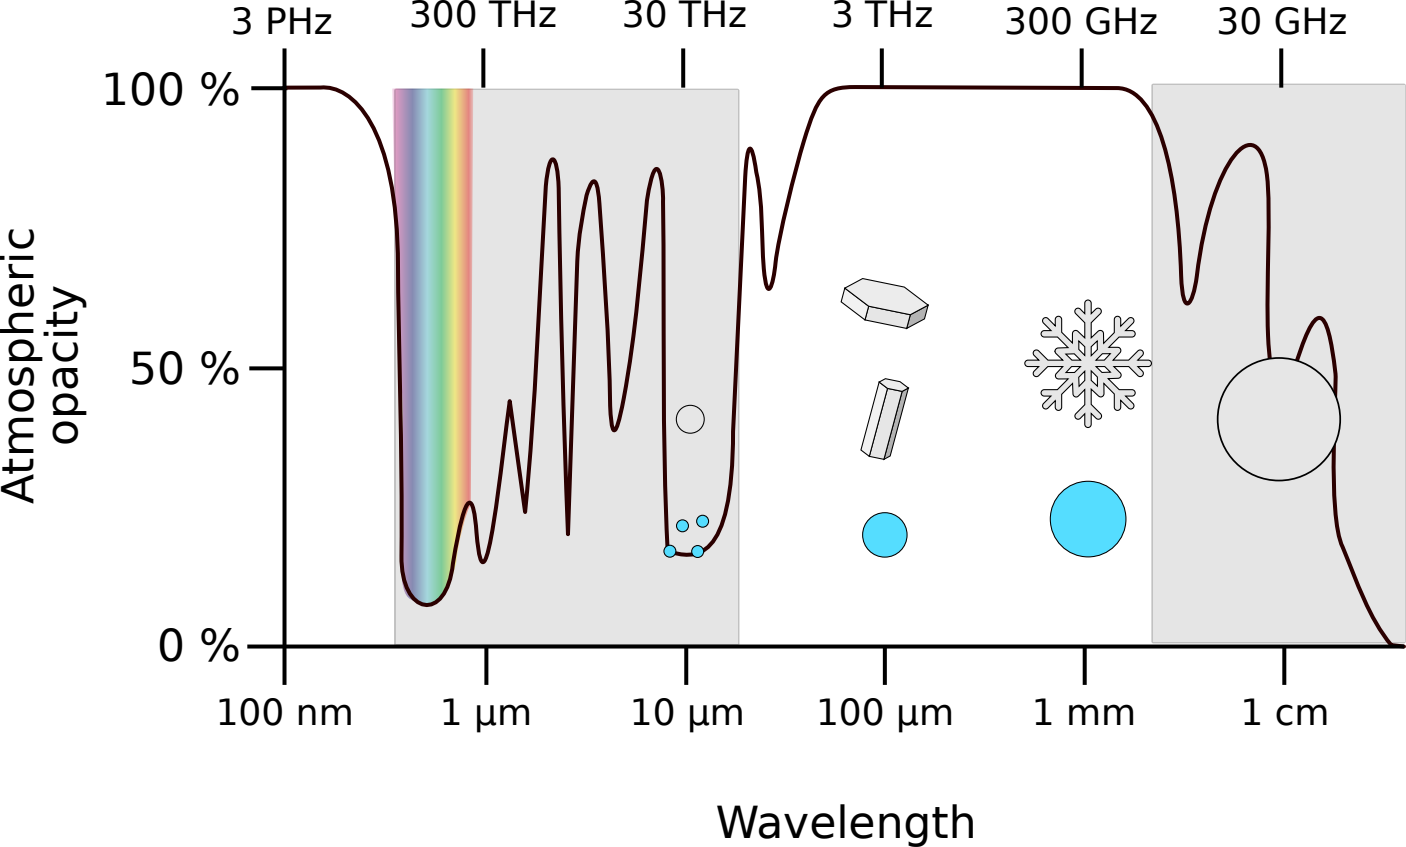 3 PHz 300 THz 30 THz 3 THz 300 GHz 30 GHz
100 %
50 %
0 %
Atmospheric
opacity
100 nm 1 µm 10 µm 100 µm 1 mm 1 cm
Wavelength